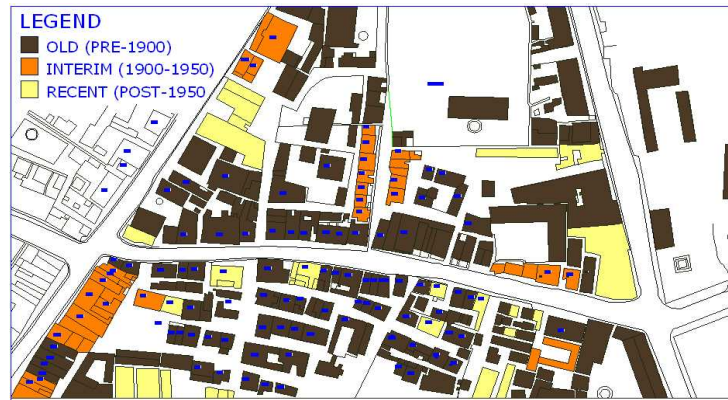 LEGEND
OLD (PRE-1900)
INTERIM (1900-1950)
RECENT (POST-1950